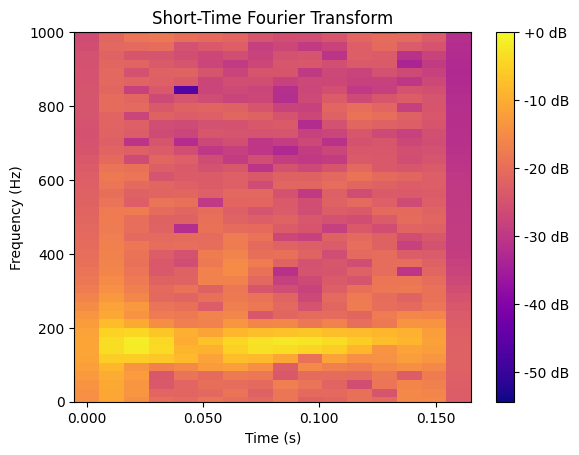 Short-Time Fourier Transform
Frequency (Hz)
1000
800
600
400
200
0
0.000
0.050
0.100
0.150
Time (s)
+0 dB
-10 dB
-20 dB
-30 dB
-40 dB
-50 dB